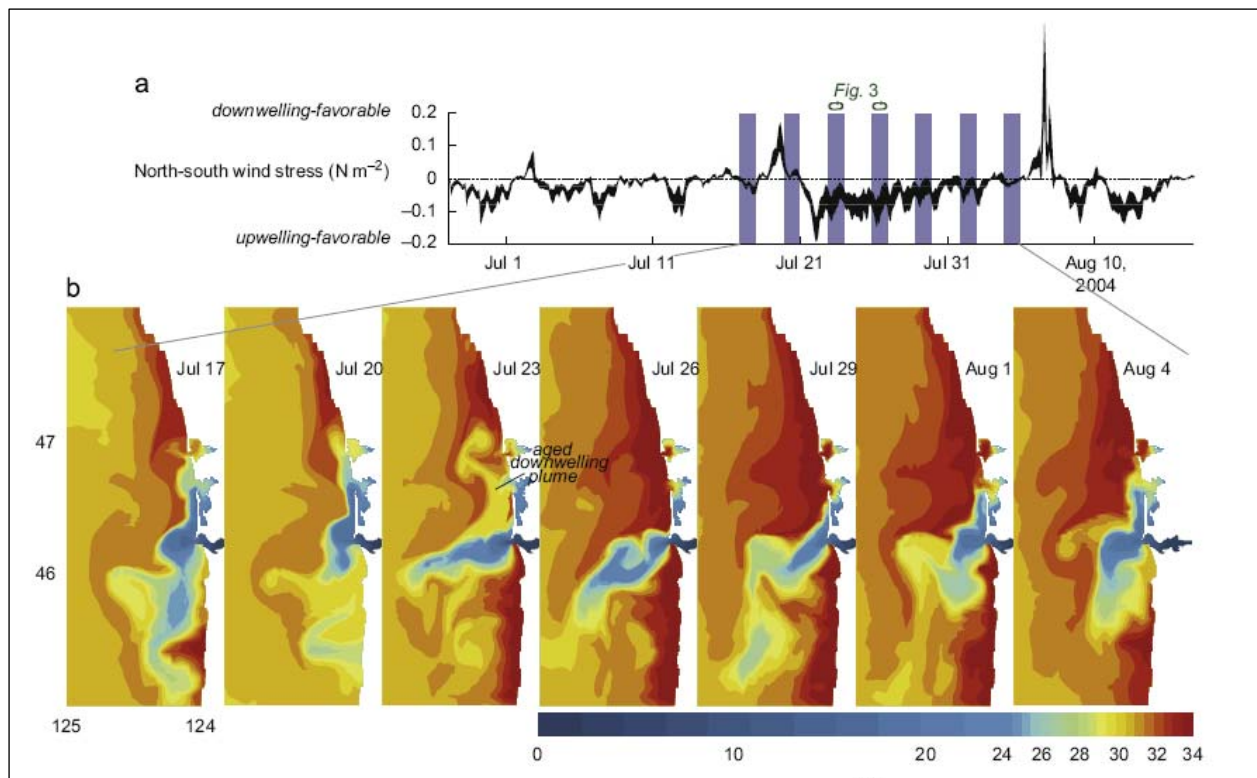 a
Fig. 3
downwelling-favorable
0.2
0.1
North-south wind stress (N m⁻²)
0
−0.1
upwelling-favorable
−0.2
Jul 1
Jul 11
Jul 21
Jul 31
Aug 10,
2004
b
Jul 17
Jul 20
Jul 23
Jul 26
Jul 29
Aug 1
Aug 4
47
aged
downwelling
plume
46
125
124
0
10
20
24
26
28
30
32
34